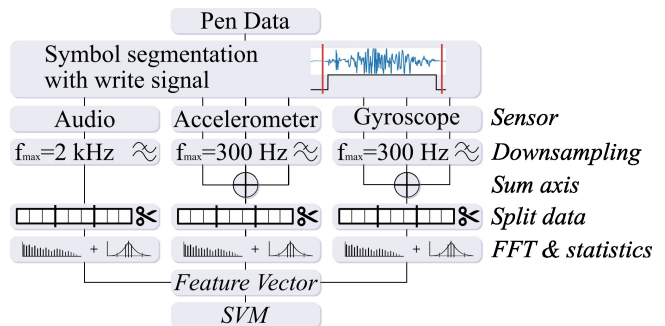 Pen Data
Symbol segmentation
with write signal
Audio Accelerometer Gyroscope Sensor
fmax=2 kHz fmax=300 Hz fmax=300 Hz Downsampling
Sum axis
Split data
+ + + FFT & statistics
Feature Vector
SVM